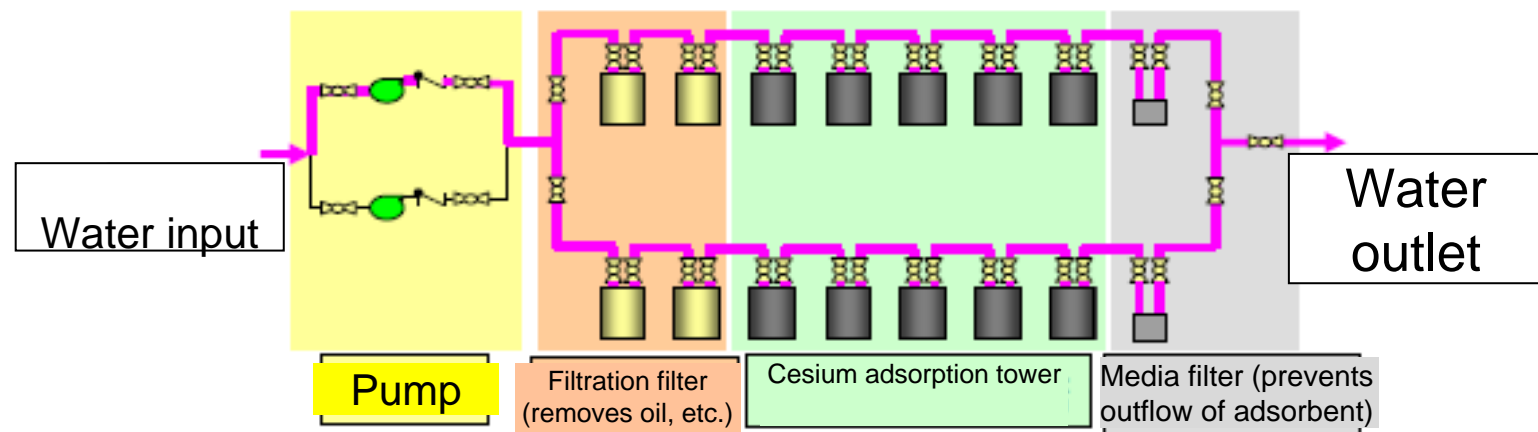 Water input
Water
outlet
Pump
Filtration filter
(removes oil, etc.)
Cesium adsorption tower
Media filter (prevents
outflow of adsorbent)